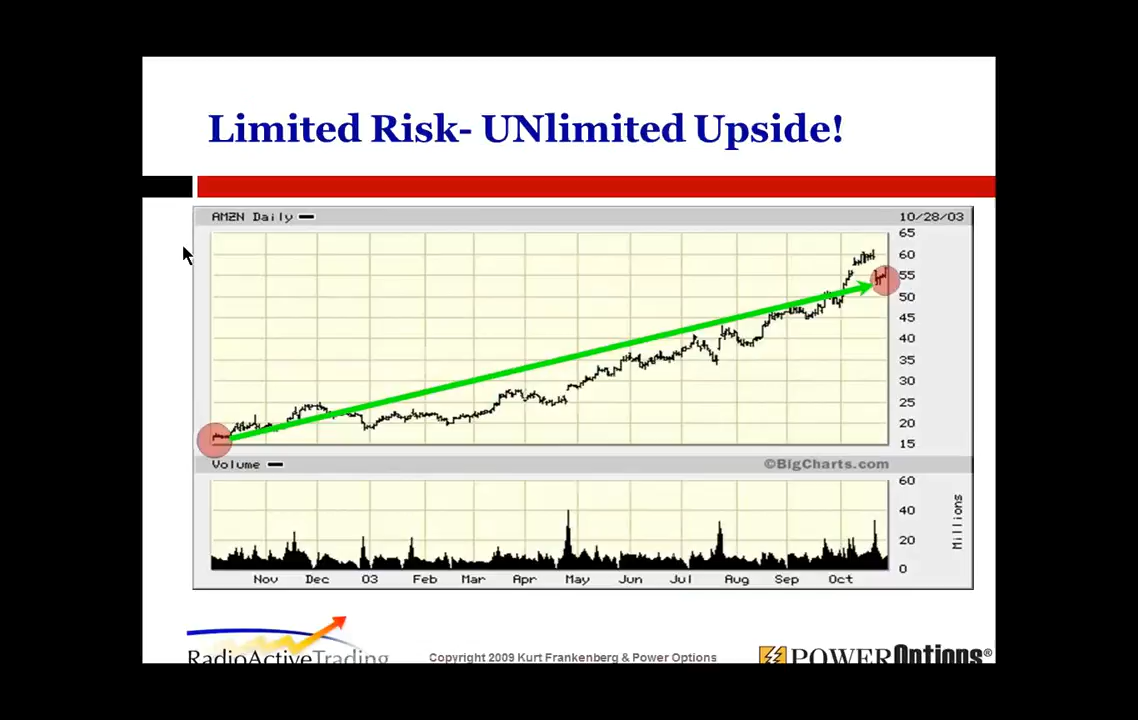 Limited Risk- UNlimited Upside!
AMZN Daily
10/28/03
65
60
55
50
45
40
35
30
25
20
15
Volume
©BigCharts.com
60
40
20
0
Millions
Nov Dec 03 Feb Mar Apr May Jun Jul Aug Sep Oct
RadioActiveTrading
Copyright 2009 Kurt Frankenberg & Power Options
POWEROptions®